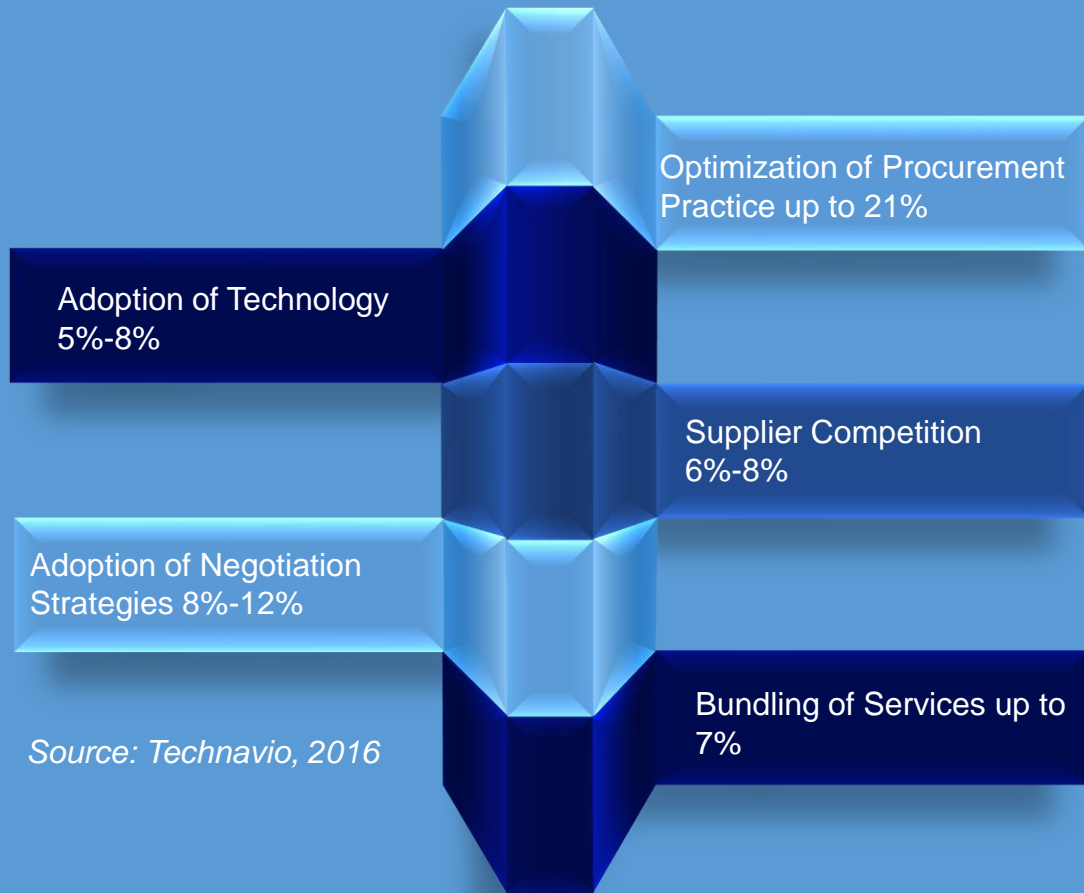 Optimization of Procurement
Practice up to 21%
Adoption of Technology
5%-8%
Supplier Competition
6%-8%
Adoption of Negotiation
Strategies 8%-12%
Bundling of Services up to
7%
Source: Technavio, 2016